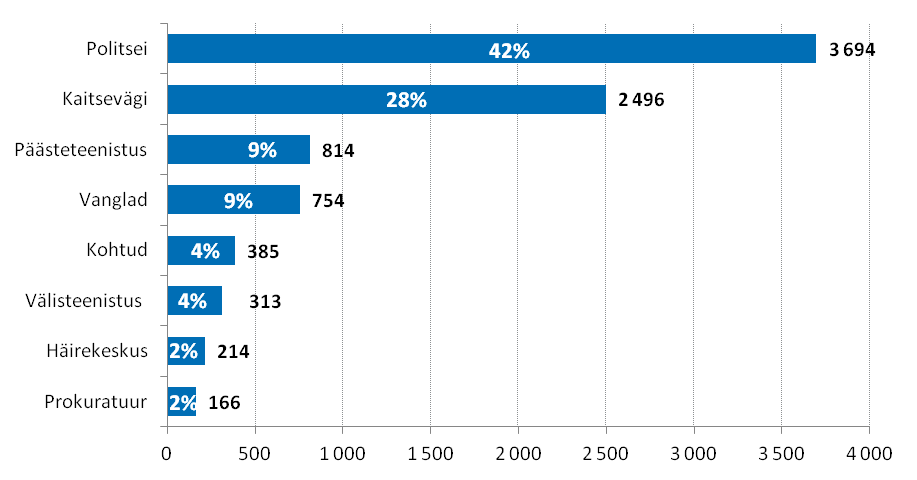 Politsei 42% 3 694
Kaitsevägi 28% 2 496
Päästeteenistus 9% 814
Vanglad 9% 754
Kohtud 4% 385
Välisteenistus 4% 313
Häirekeskus 2% 214
Prokuratuur 2% 166
0 500 1 000 1 500 2 000 2 500 3 000 3 500 4 000